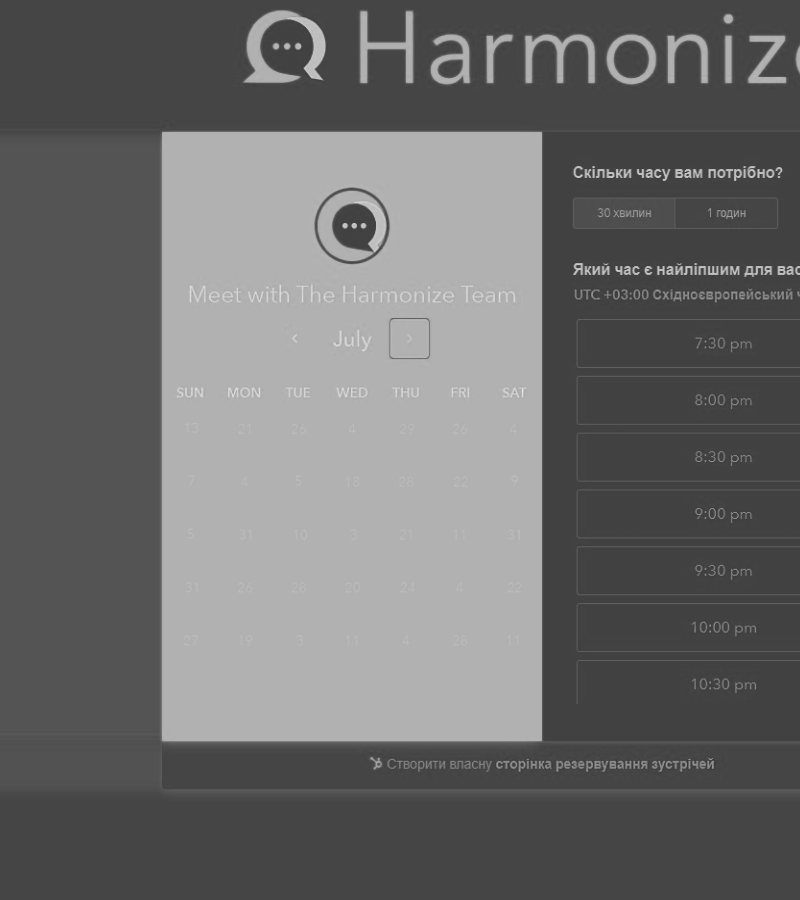 Harmonize
Meet with The Harmonize Team
July
SUN MON TUE WED THU FRI SAT
13 21 26 4 29 26 4
7 4 5 18 28 22 9
5 31 10 3 21 11 31
31 26 28 20 24 4 22
27 19 3 11 4 28 11
Скільки часу вам потрібно?
30 хвилин 1 годин
Який час є найліпшим для вас
UTC +03:00 Східноєвропейський
7:30 pm
8:00 pm
8:30 pm
9:00 pm
9:30 pm
10:00 pm
10:30 pm
Створити власну сторінка резервування зустрічей